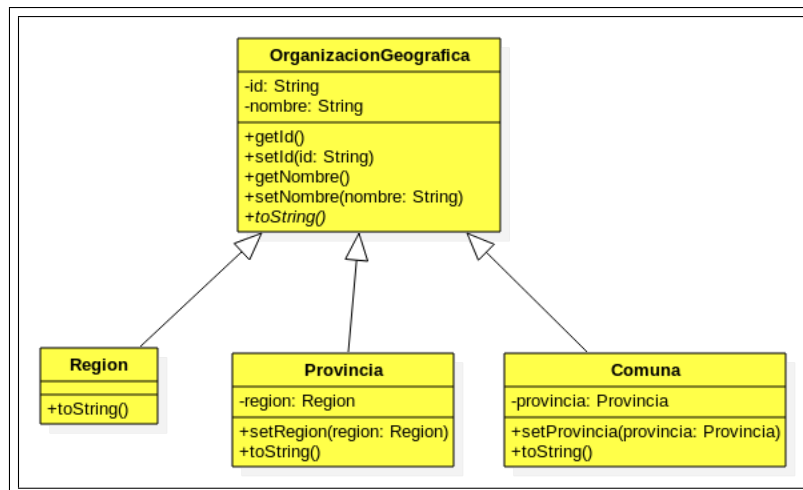 OrganizacionGeografica
-id: String
-nombre: String
+getId()
+setId(id: String)
+getNombre()
+setNombre(nombre: String)
+toString()
Region
+toString()
Provincia
-region: Region
+setRegion(region: Region)
+toString()
Comuna
-provincia: Provincia
+setProvincia(provincia: Provincia)
+toString()